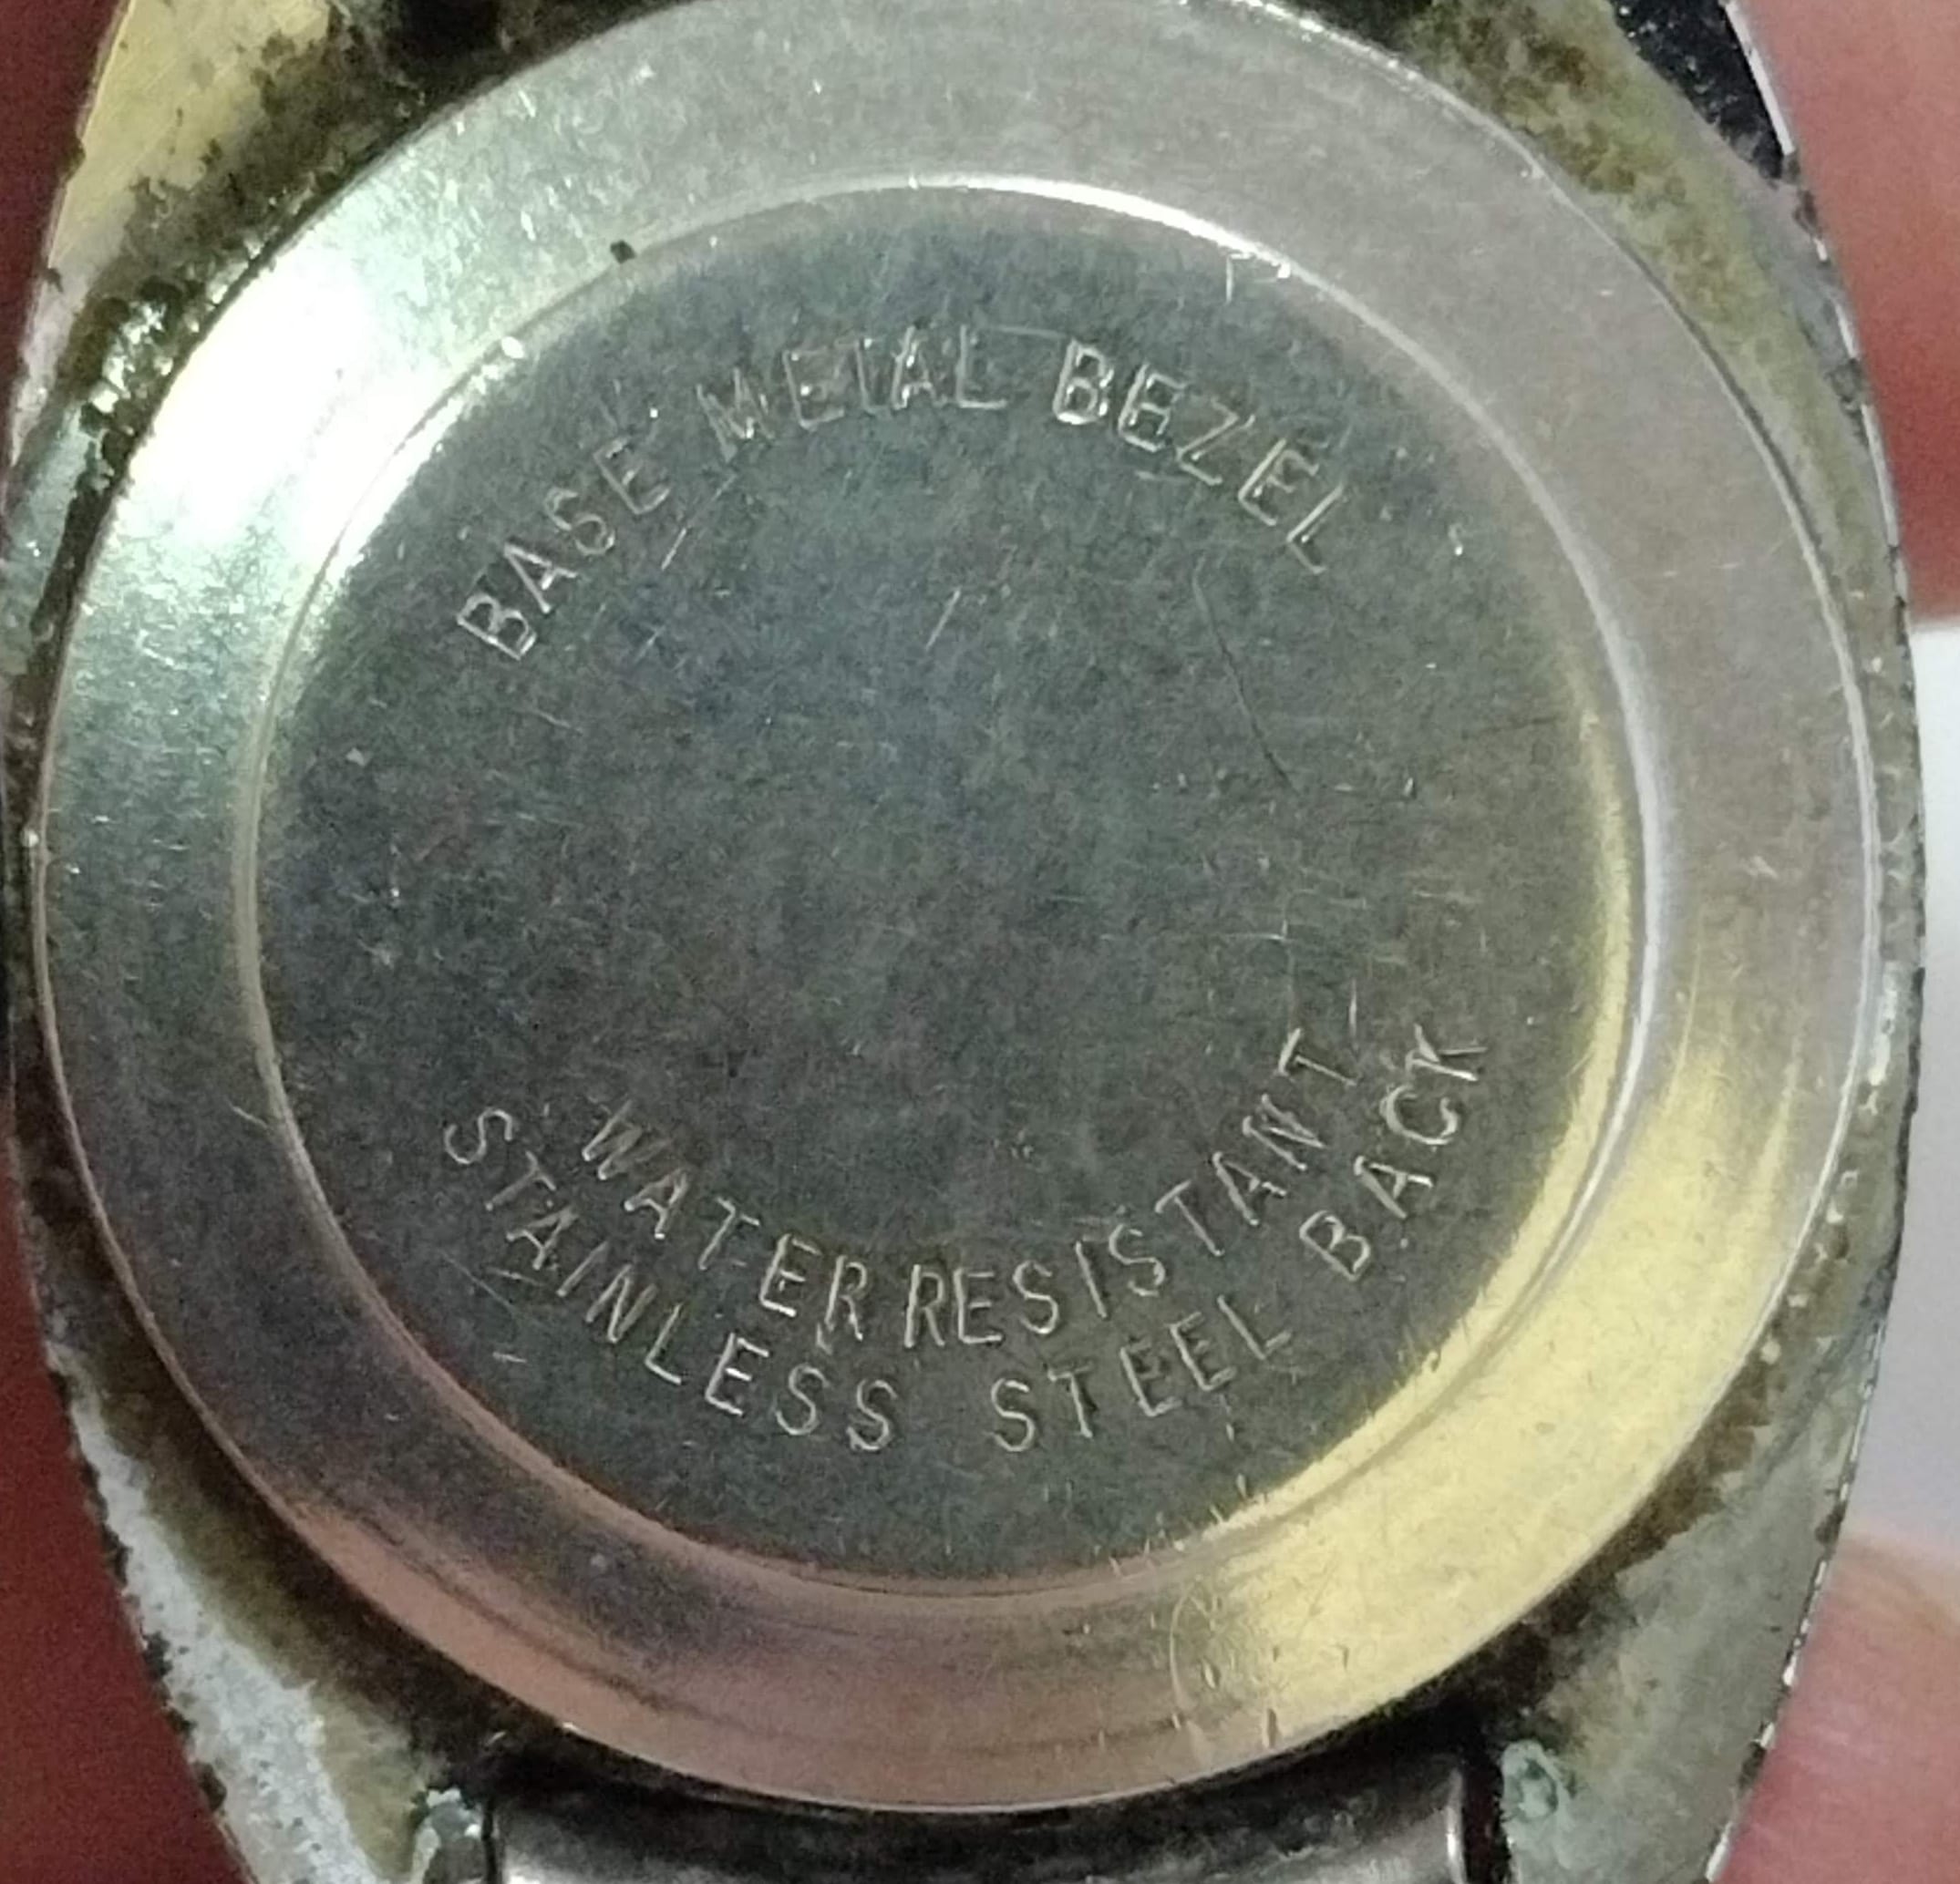 BASE METAL BEZEL
WATER RESISTANT
STAINLESS STEEL BACK